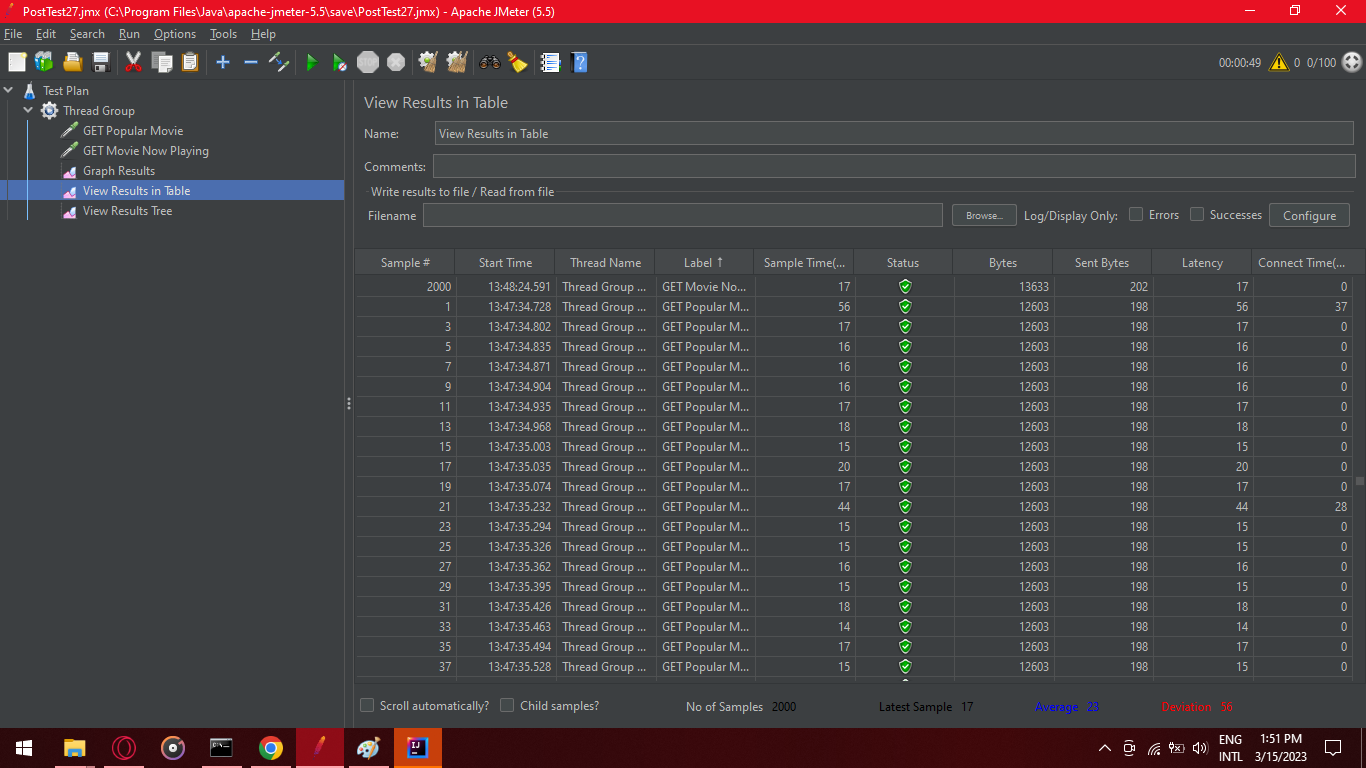 PostTest27.jmx (C:\Program Files\Java\apache-jmeter-5.5\save\PostTest27.jmx) - Apache JMeter (5.5)
File Edit Search Run Options Tools Help
STOP 00:00:49 0 0/100
Test Plan
Thread Group
GET Popular Movie
GET Movie Now Playing
Graph Results
View Results in Table
View Results Tree
View Results in Table
Name: View Results in Table
Comments:
Write results to file / Read from file
Filename Browse... Log/Display Only: Errors Successes Configure
Sample # Start Time Thread Name Label ↑ Sample Time(... Status Bytes Sent Bytes Latency Connect Time(...
2000 13:48:24.591 Thread Group ... GET Movie No... 17 13633 202 17 0
1 13:47:34.728 Thread Group ... GET Popular M... 56 12603 198 56 37
3 13:47:34.802 Thread Group ... GET Popular M... 17 12603 198 17 0
5 13:47:34.835 Thread Group ... GET Popular M... 16 12603 198 16 0
7 13:47:34.871 Thread Group ... GET Popular M... 16 12603 198 16 0
9 13:47:34.904 Thread Group ... GET Popular M... 16 12603 198 16 0
11 13:47:34.935 Thread Group ... GET Popular M... 17 12603 198 17 0
13 13:47:34.968 Thread Group ... GET Popular M... 18 12603 198 18 0
15 13:47:35.003 Thread Group ... GET Popular M... 15 12603 198 15 0
17 13:47:35.035 Thread Group ... GET Popular M... 20 12603 198 20 0
19 13:47:35.074 Thread Group ... GET Popular M... 17 12603 198 17 0
21 13:47:35.232 Thread Group ... GET Popular M... 44 12603 198 44 28
23 13:47:35.294 Thread Group ... GET Popular M... 15 12603 198 15 0
25 13:47:35.326 Thread Group ... GET Popular M... 15 12603 198 15 0
27 13:47:35.362 Thread Group ... GET Popular M... 16 12603 198 16 0
29 13:47:35.395 Thread Group ... GET Popular M... 15 12603 198 15 0
31 13:47:35.426 Thread Group ... GET Popular M... 18 12603 198 18 0
33 13:47:35.463 Thread Group ... GET Popular M... 14 12603 198 14 0
35 13:47:35.494 Thread Group ... GET Popular M... 17 12603 198 17 0
37 13:47:35.528 Thread Group ... GET Popular M... 15 12603 198 15 0
Scroll automatically? Child samples? No of Samples 2000 Latest Sample 17 Average 23 Deviation 56
ENG 1:51 PM
INTL 3/15/2023